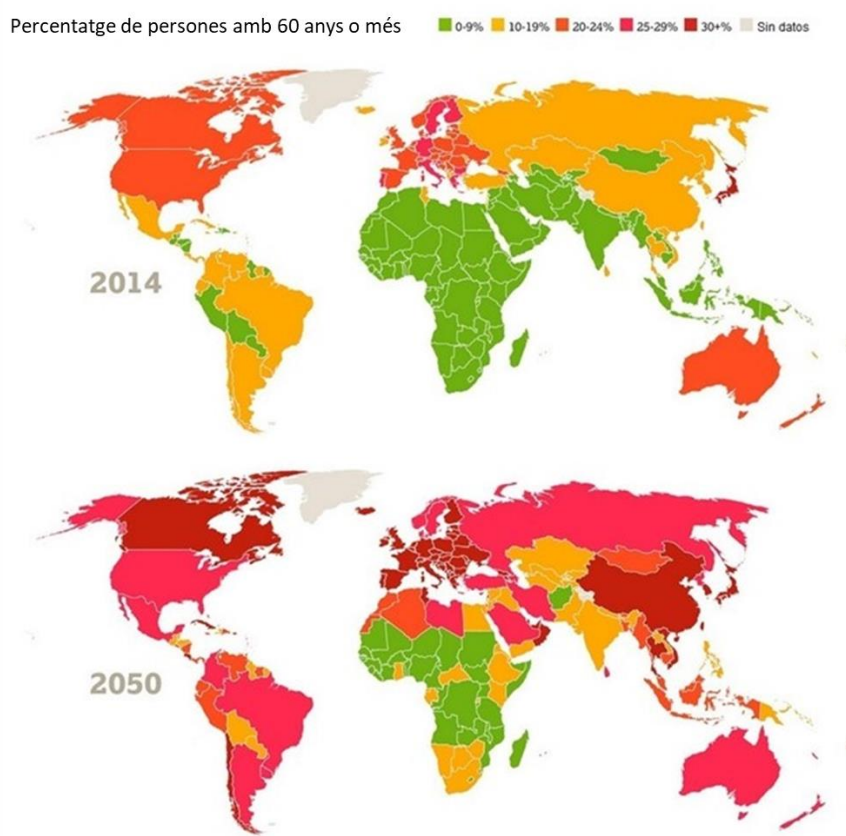 Percentatge de persones amb 60 anys o més
0-9% 10-19% 20-24% 25-29% 30+% Sin datos
2014
2050